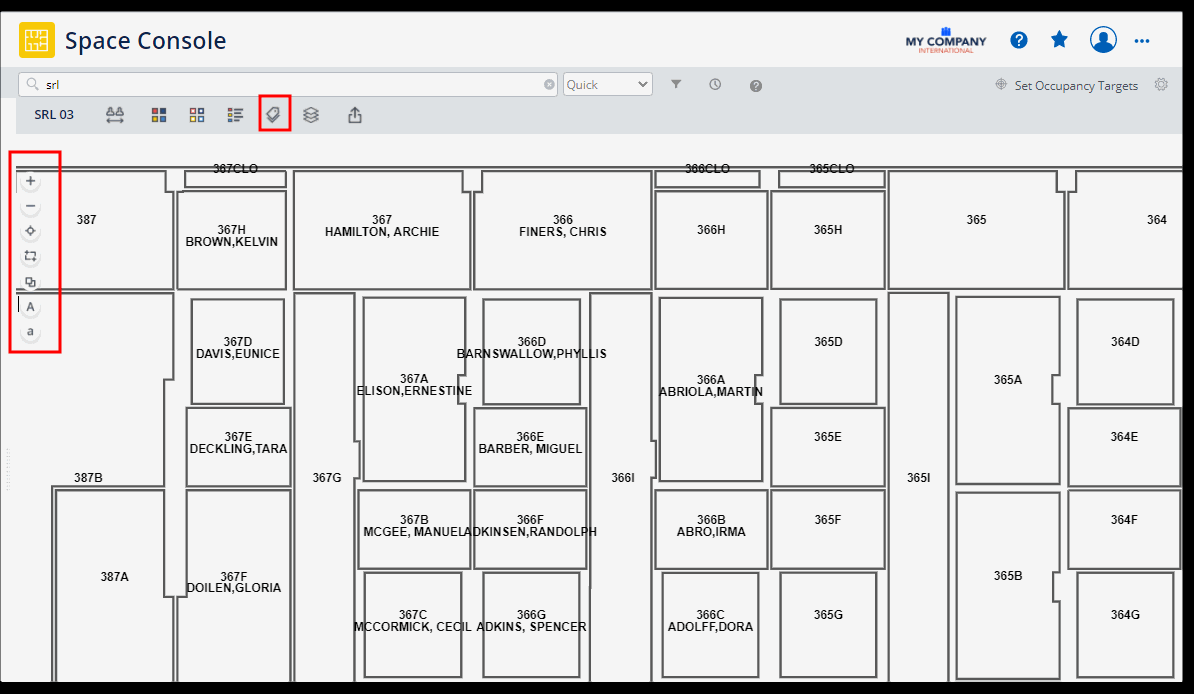 Space Console
MY COMPANY
INTERNATIONAL
?
srl
Quick
?
Set Occupancy Targets
SRL 03
367CLO
366CLO
365CLO
+
−
A
a
387
367H
BROWN,KELVIN
367
HAMILTON, ARCHIE
366
FINERS, CHRIS
366H
365H
365
364
367D
DAVIS,EUNICE
367A
ELISON,ERNESTINE
366D
BARNSWALLOW,PHYLLIS
366A
ABRIOLA,MARTIN
365D
365A
364D
367E
DECKLING,TARA
366E
BARBER, MIGUEL
365E
364E
387B
367G
366I
365I
367B
MCGEE, MANUEL
366F
ADKINSEN,RANDOLPH
366B
ABRO,IRMA
365F
364F
387A
367F
DOILEN,GLORIA
365B
367C
MCCORMICK, CECIL
366G
ADKINS, SPENCER
366C
ADOLFF,DORA
365G
364G